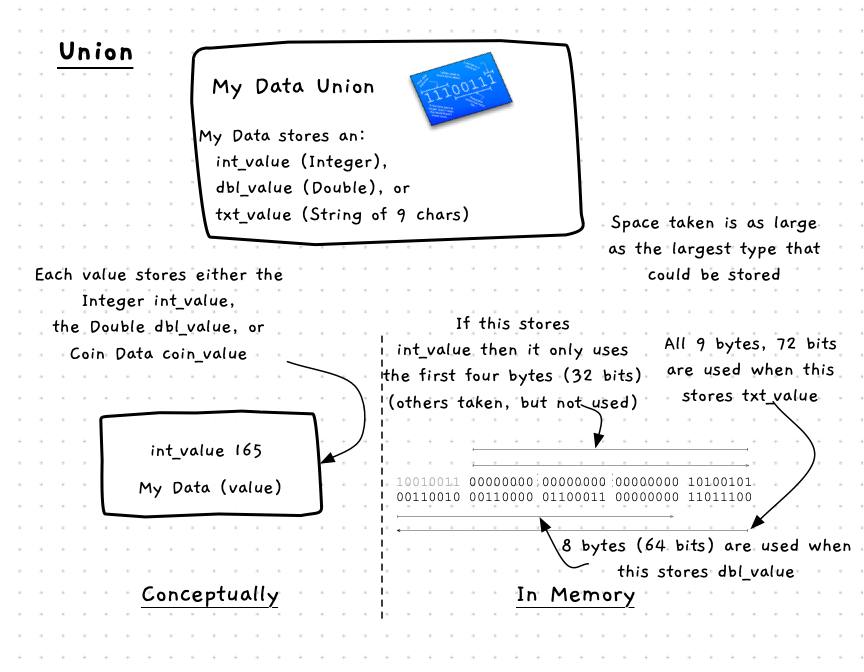 Union
My Data Union
11100111
My Data stores an:
int_value (Integer),
dbl_value (Double), or
txt_value (String of 9 chars)
Space taken is as large
as the largest type that
could be stored
Each value stores either the
Integer int_value,
the Double dbl_value, or
Coin Data coin_value
If this stores
int_value then it only uses
the first four bytes (32 bits)
(others taken, but not used)
All 9 bytes, 72 bits
are used when this
stores txt_value
int_value 165
My Data (value)
10010011 00000000 00000000 00000000 10100101
00110010 00110000 01100011 00000000 11011100
8 bytes (64 bits) are used when
this stores dbl_value
Conceptually
In Memory